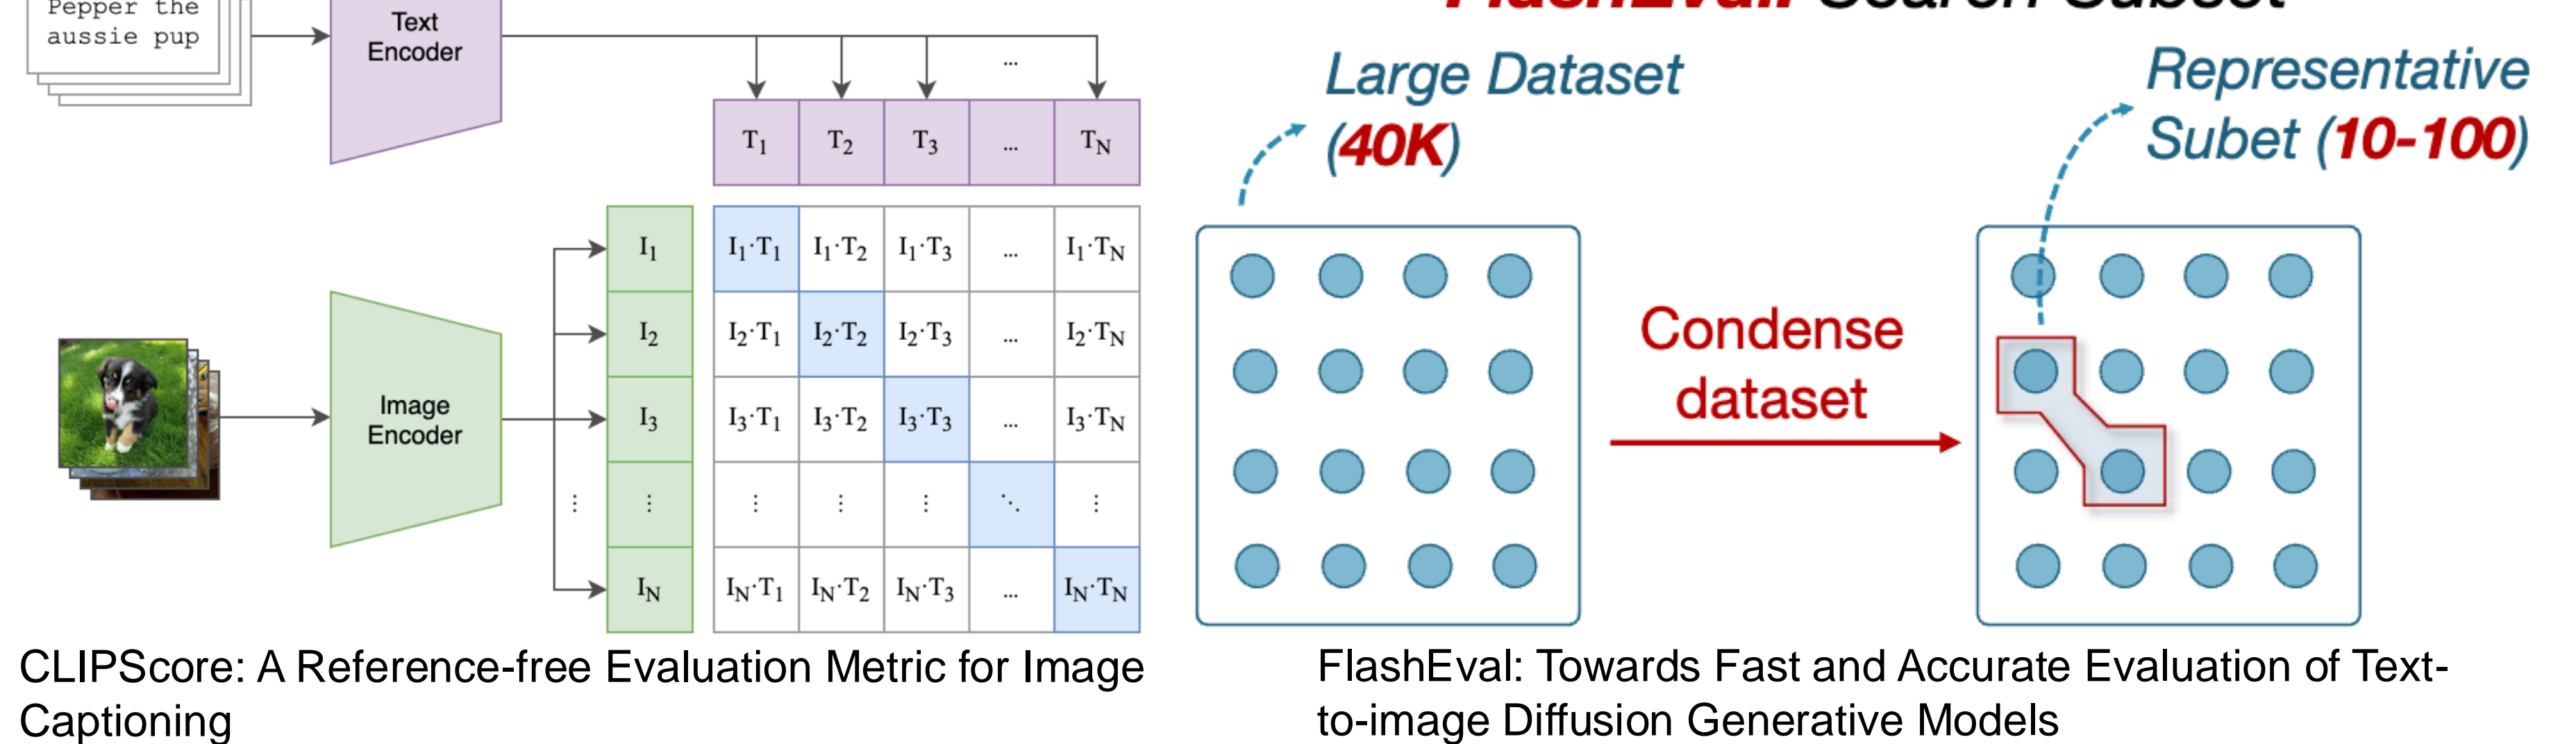 Pepper the
aussie pup
Text
Encoder
...
T1 T2 T3 ... TN
Image
Encoder
I1 I1·T1 I1·T2 I1·T3 ... I1·TN
I2 I2·T1 I2·T2 I2·T3 ... I2·TN
I3 I3·T1 I3·T2 I3·T3 ... I3·TN
⋮ ⋮ ⋮ ⋮ ⋮ ⋱ ⋮
IN IN·T1 IN·T2 IN·T3 ... IN·TN
CLIPScore: A Reference-free Evaluation Metric for Image
Captioning
FlashEval: Search Subset
Large Dataset
(40K)
Representative
Subet (10-100)
Condense
dataset
FlashEval: Towards Fast and Accurate Evaluation of Text-
to-image Diffusion Generative Models